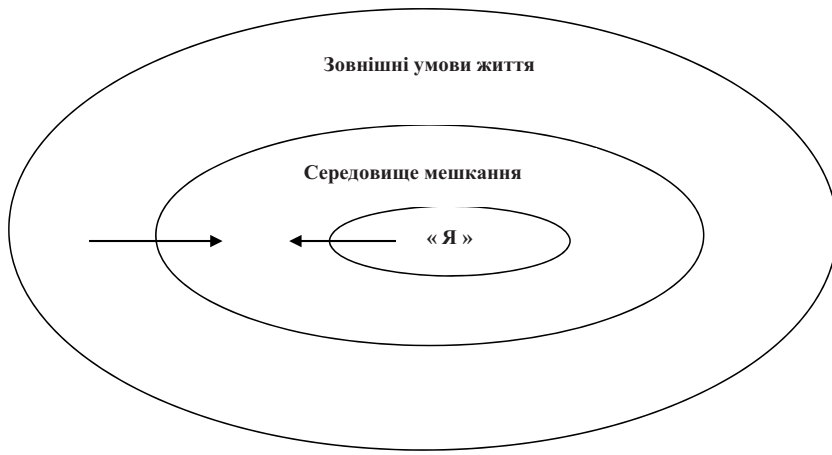 Зовнішні умови життя
Середовище мешкання
« Я »